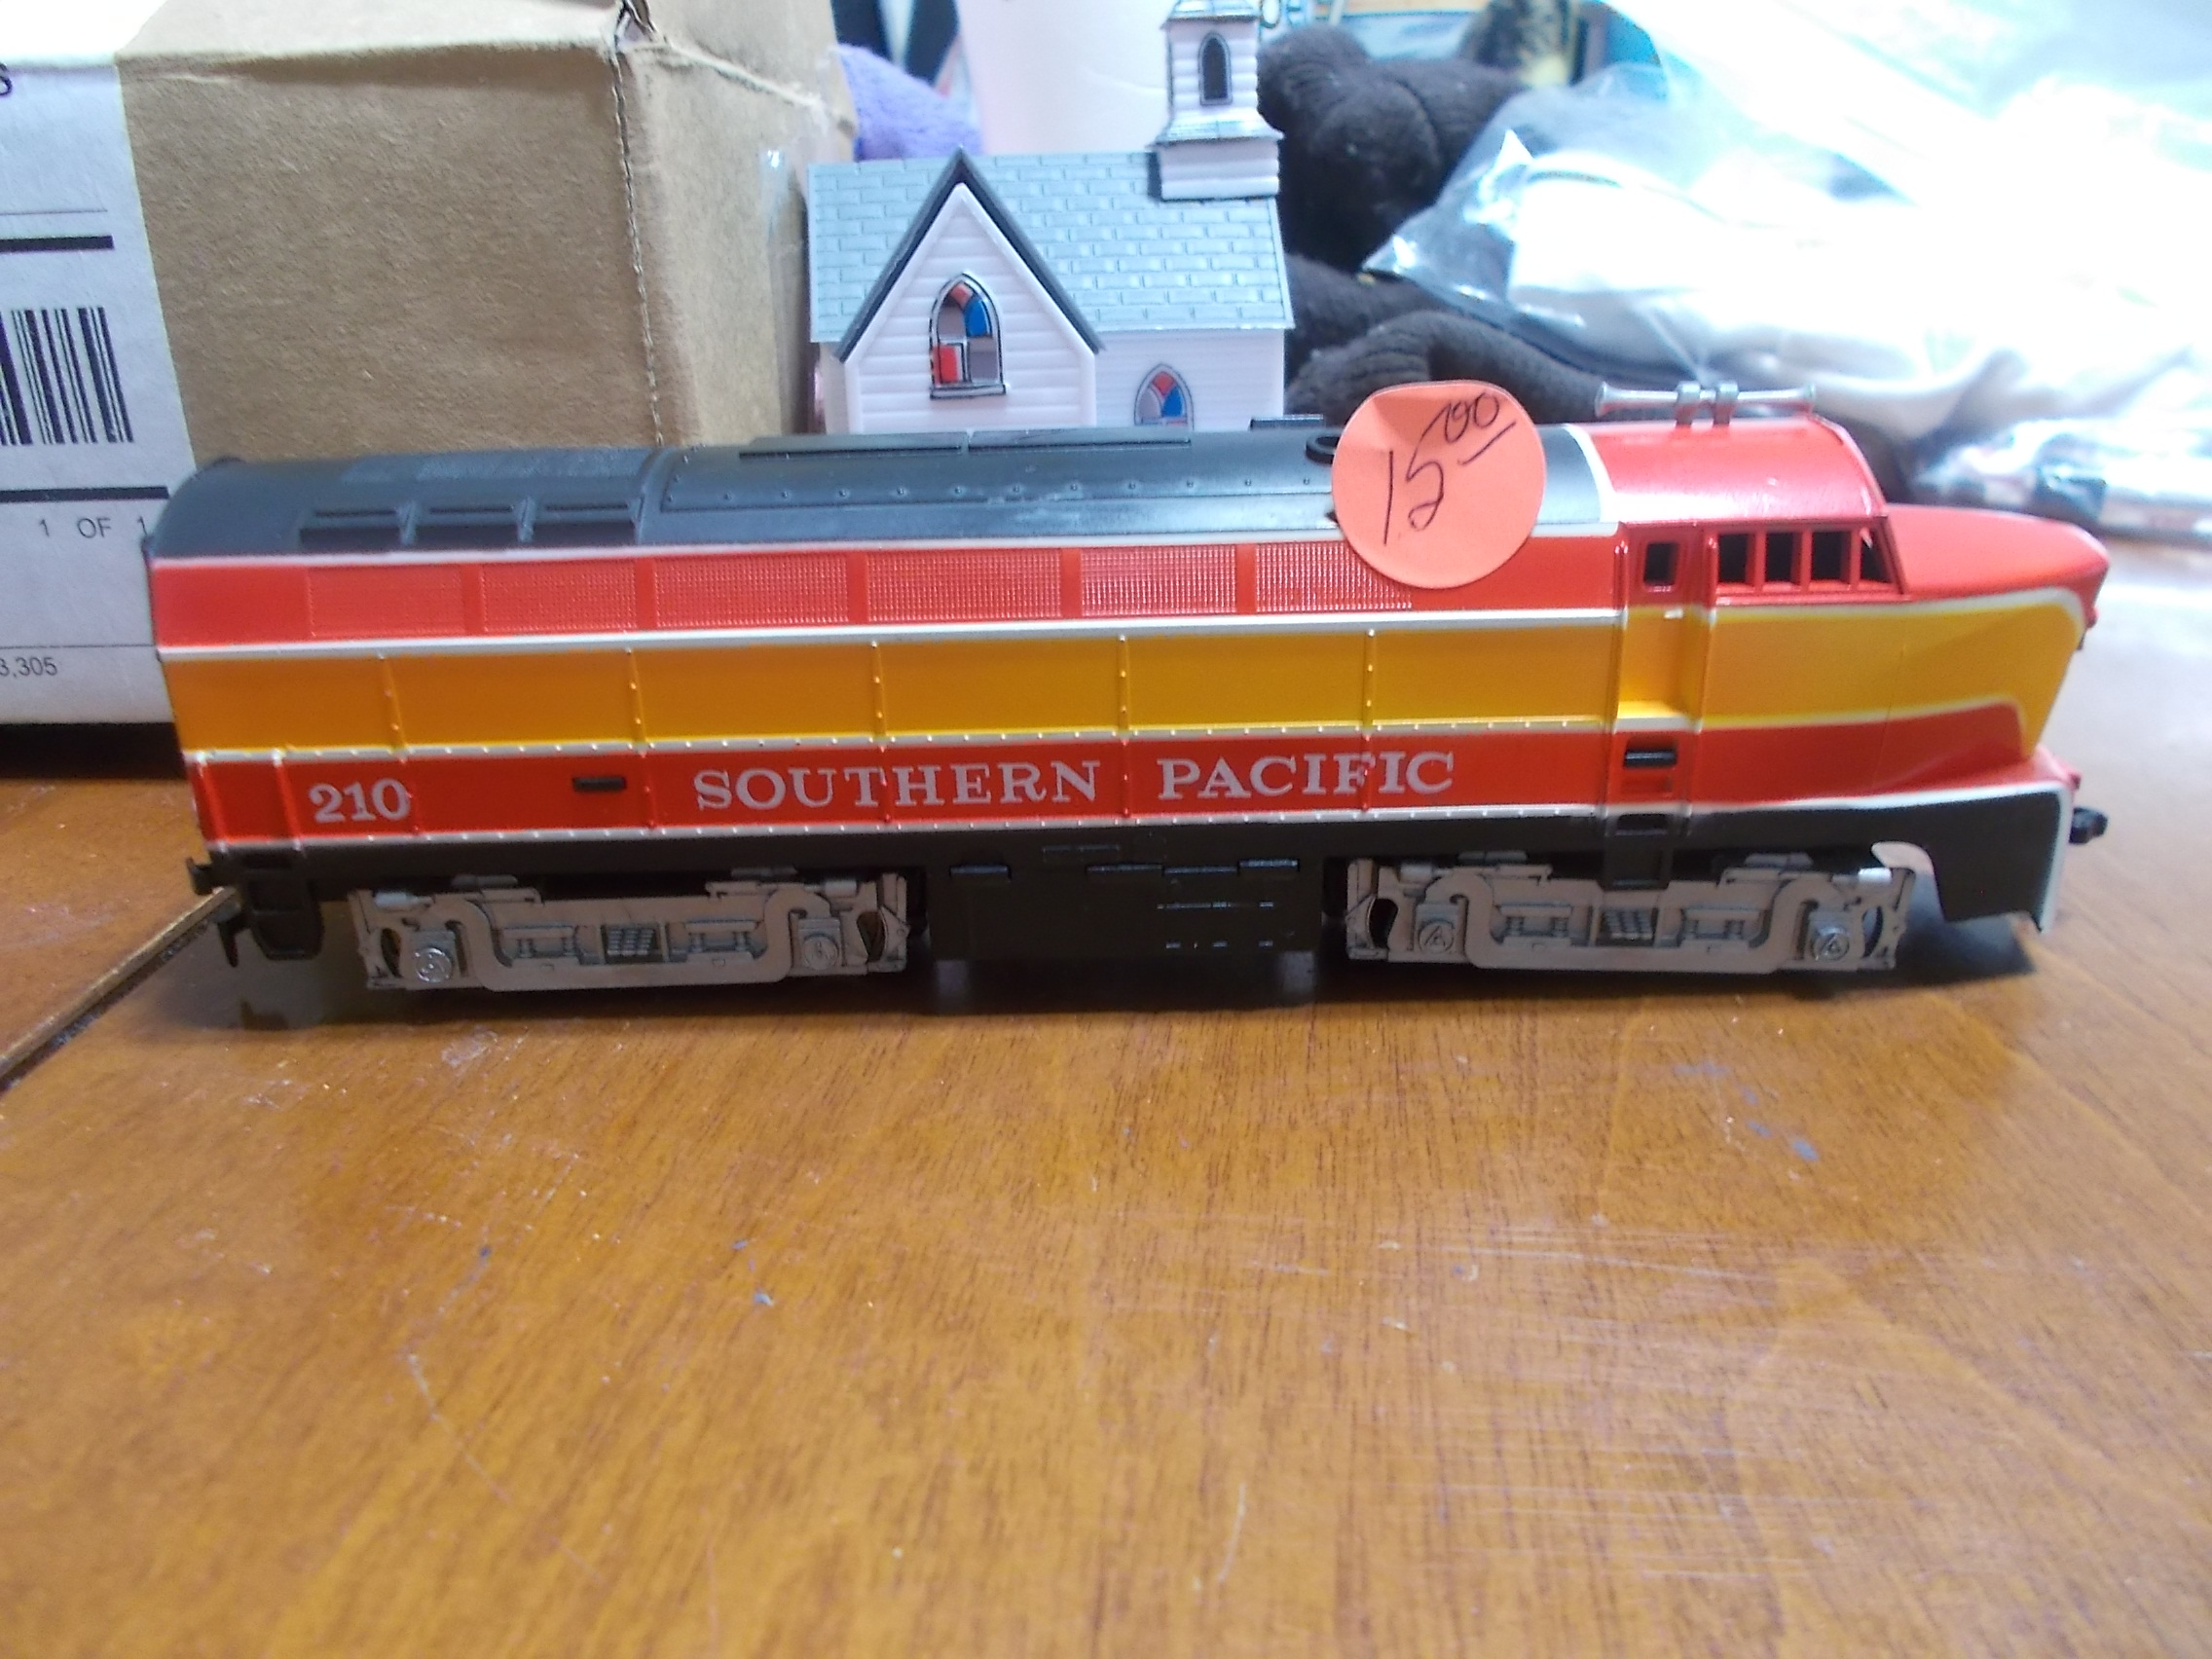 S
1 OF 1
3,305
15.00
210
SOUTHERN PACIFIC